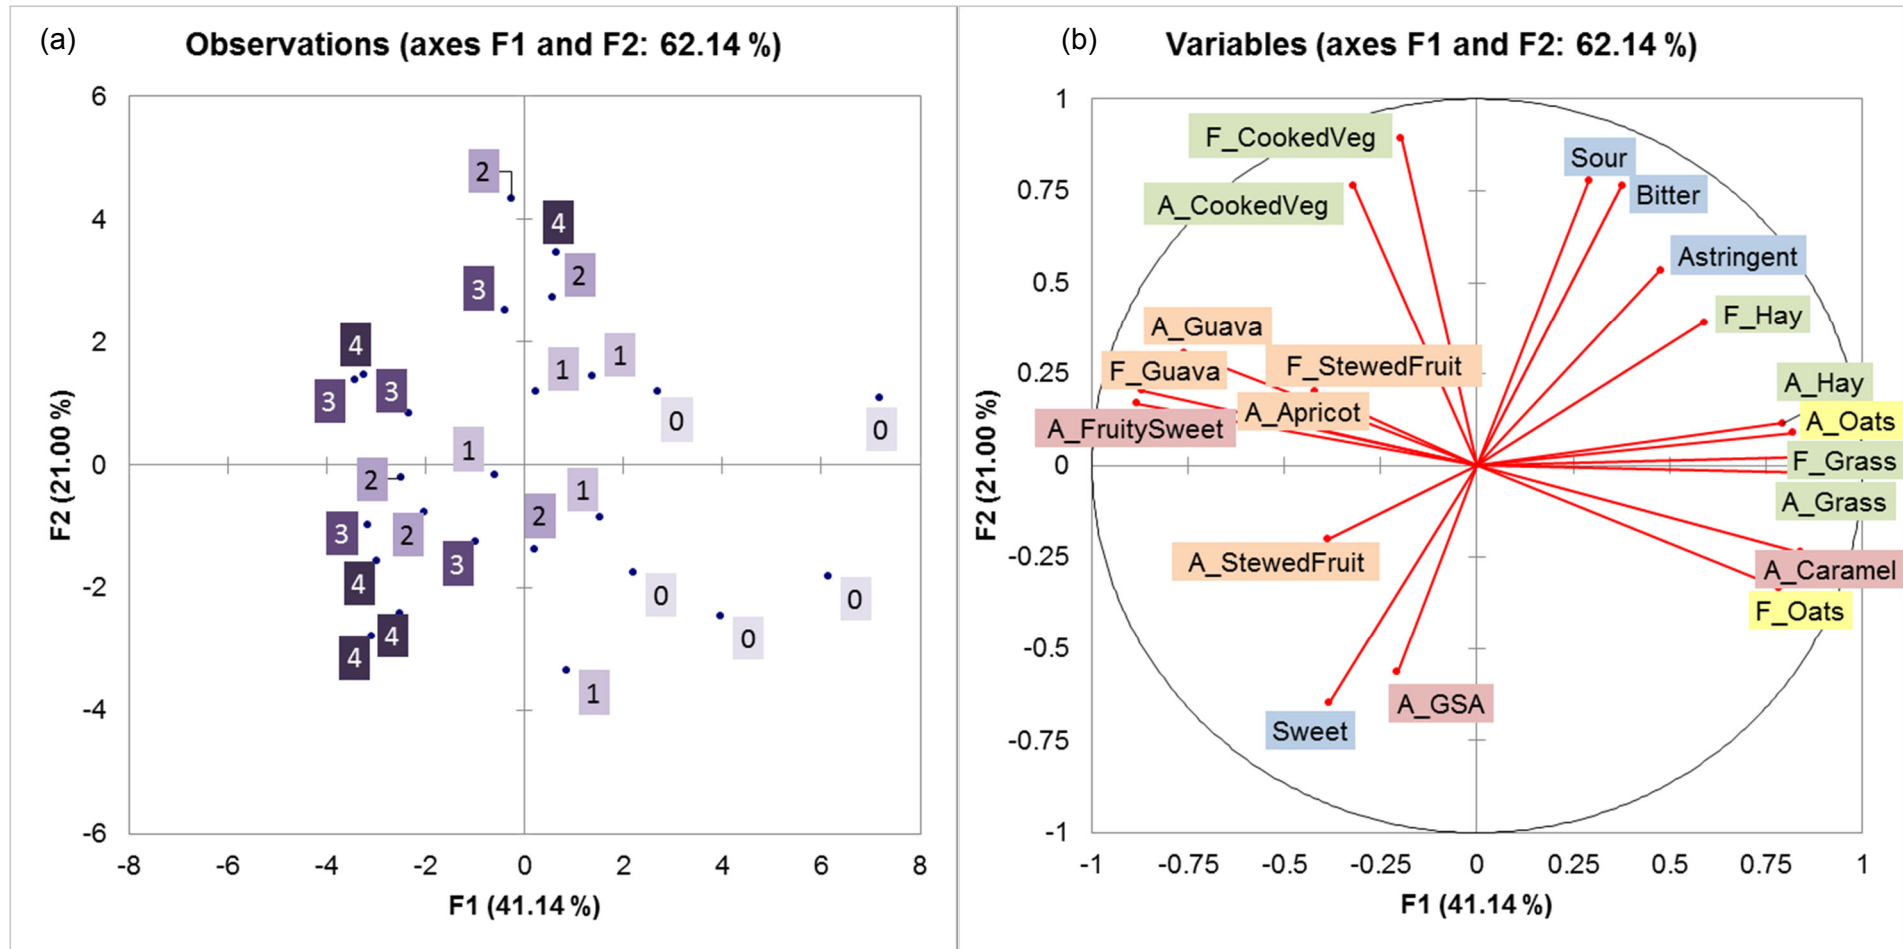 (a)
Observations (axes F1 and F2: 62.14 %)
6
4
2
0
-2
-4
-6
-8
-6
-4
-2
0
2
4
6
8
F1 (41.14 %)
F2 (21.00 %)
2
4
2
3
4
1
1
3
3
0
0
1
2
1
3
2
2
3
4
0
0
4
0
4
1
(b)
Variables (axes F1 and F2: 62.14 %)
1
0.75
0.5
0.25
0
-0.25
-0.5
-0.75
-1
-1
-0.75
-0.5
-0.25
0
0.25
0.5
0.75
1
F1 (41.14 %)
F2 (21.00 %)
F_CookedVeg
Sour
Bitter
A_CookedVeg
Astringent
F_Hay
A_Guava
F_StewedFruit
F_Guava
A_Hay
A_Apricot
A_Oats
A_FruitySweet
F_Grass
A_Grass
A_StewedFruit
A_Caramel
F_Oats
A_GSA
Sweet